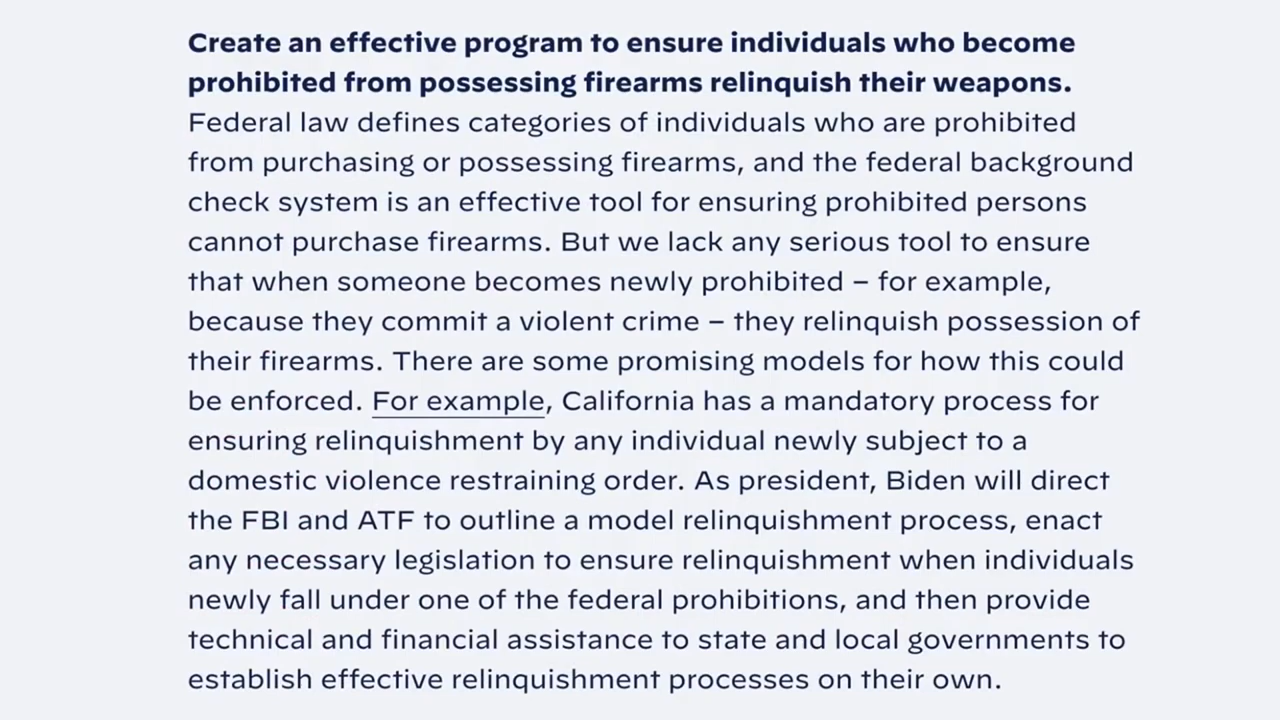 Create an effective program to ensure individuals who become
prohibited from possessing firearms relinquish their weapons.
Federal law defines categories of individuals who are prohibited
from purchasing or possessing firearms, and the federal background
check system is an effective tool for ensuring prohibited persons
cannot purchase firearms. But we lack any serious tool to ensure
that when someone becomes newly prohibited – for example,
because they commit a violent crime – they relinquish possession of
their firearms. There are some promising models for how this could
be enforced. For example, California has a mandatory process for
ensuring relinquishment by any individual newly subject to a
domestic violence restraining order. As president, Biden will direct
the FBI and ATF to outline a model relinquishment process, enact
any necessary legislation to ensure relinquishment when individuals
newly fall under one of the federal prohibitions, and then provide
technical and financial assistance to state and local governments to
establish effective relinquishment processes on their own.